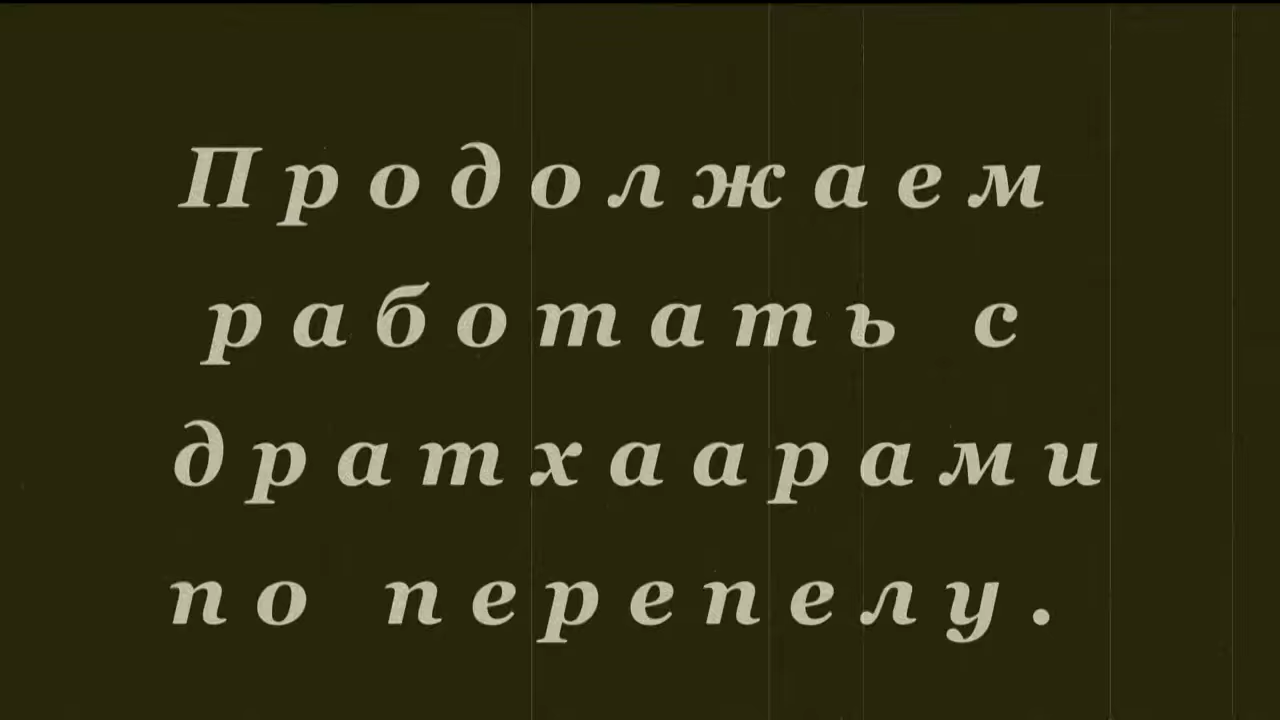 Продолжаем
работать с
дратхаарами
по перепелу.